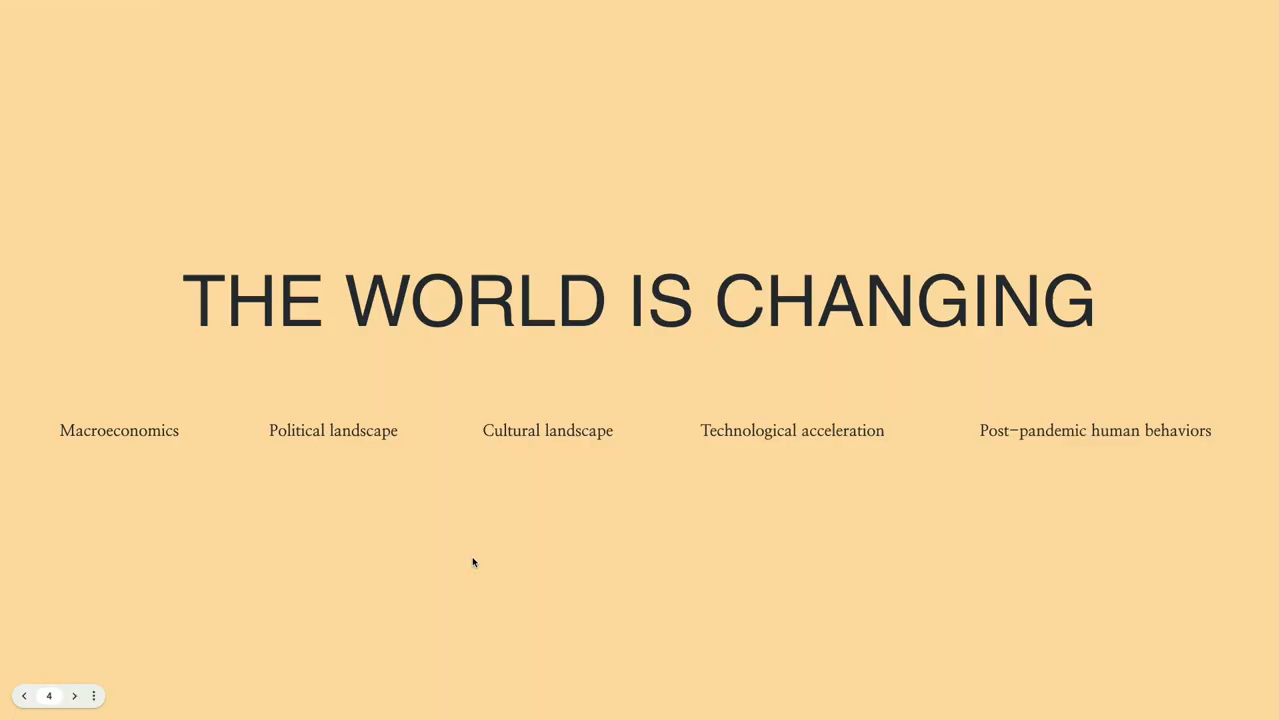 THE WORLD IS CHANGING
Macroeconomics Political landscape Cultural landscape Technological acceleration Post-pandemic human behaviors
4